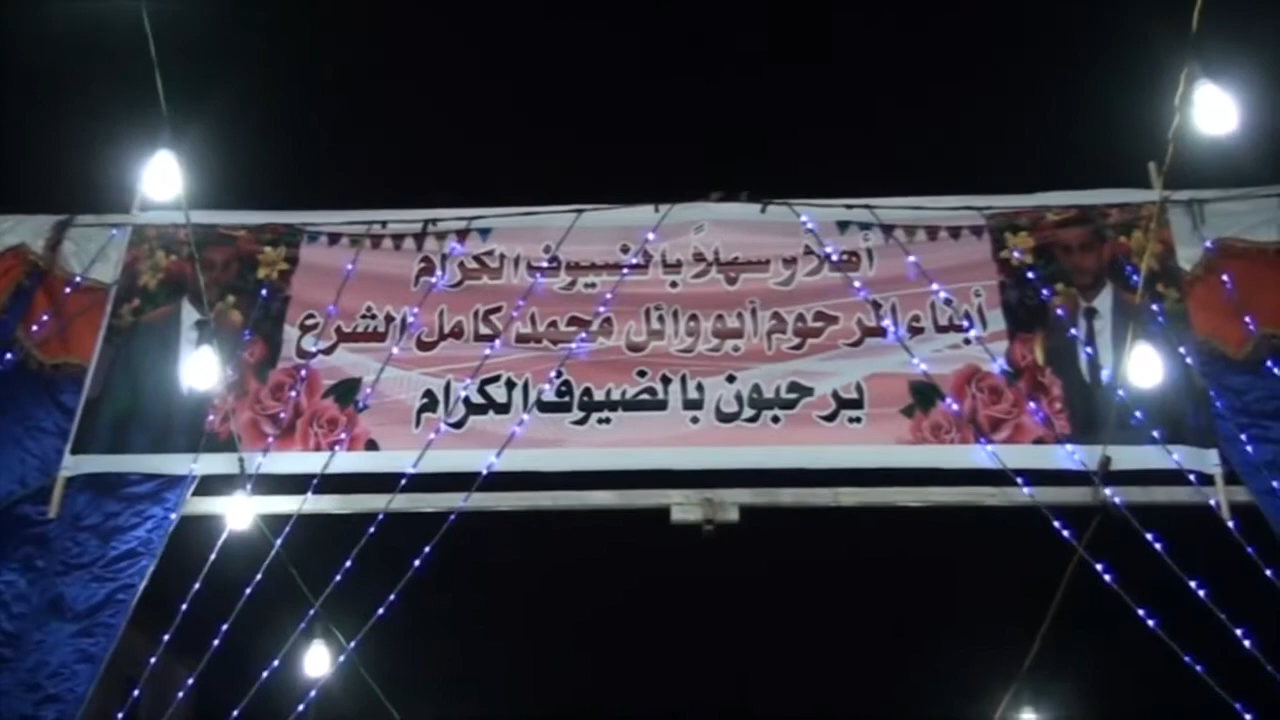 أهلاً وسهلاً بالضيوف الكرام
أبناء المرحوم أبو وائل محمد كامل الشرع
يرحبون بالضيوف الكرام